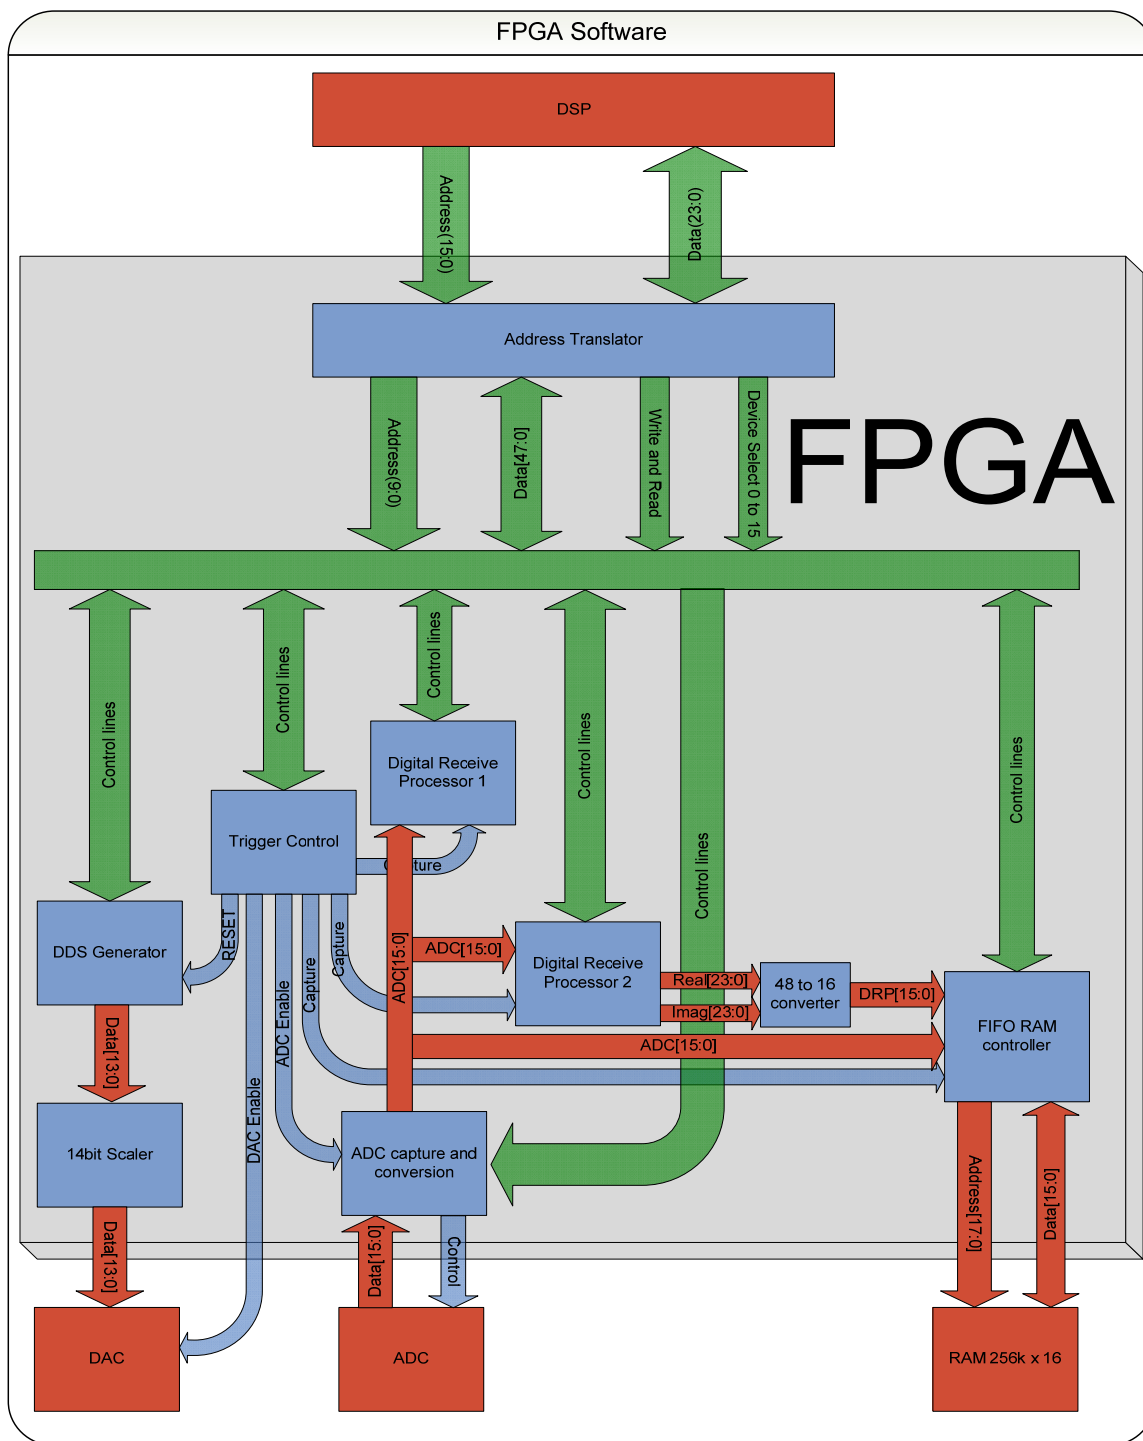 FPGA Software
DSP
Address(15:0)
Data(23:0)
Address Translator
Address(9:0)
Data[47:0]
Write and Read
Device Select 0 to 15
FPGA
Control lines
Control lines
Control lines
Control lines
Control lines
Control lines
Digital Receive
Processor 1
Trigger Control
Capture
DDS Generator
RESET
DAC Enable
ADC Enable
Capture
Capture
ADC[15:0]
ADC[15:0]
Digital Receive
Processor 2
Real[23:0]
Imag[23:0]
48 to 16
converter
DRP[15:0]
FIFO RAM
controller
ADC[15:0]
Data[13:0]
14bit Scaler
ADC capture and
conversion
Data[13:0]
Data[15:0]
Control
Address[17:0]
Data[15:0]
DAC
ADC
RAM 256k x 16